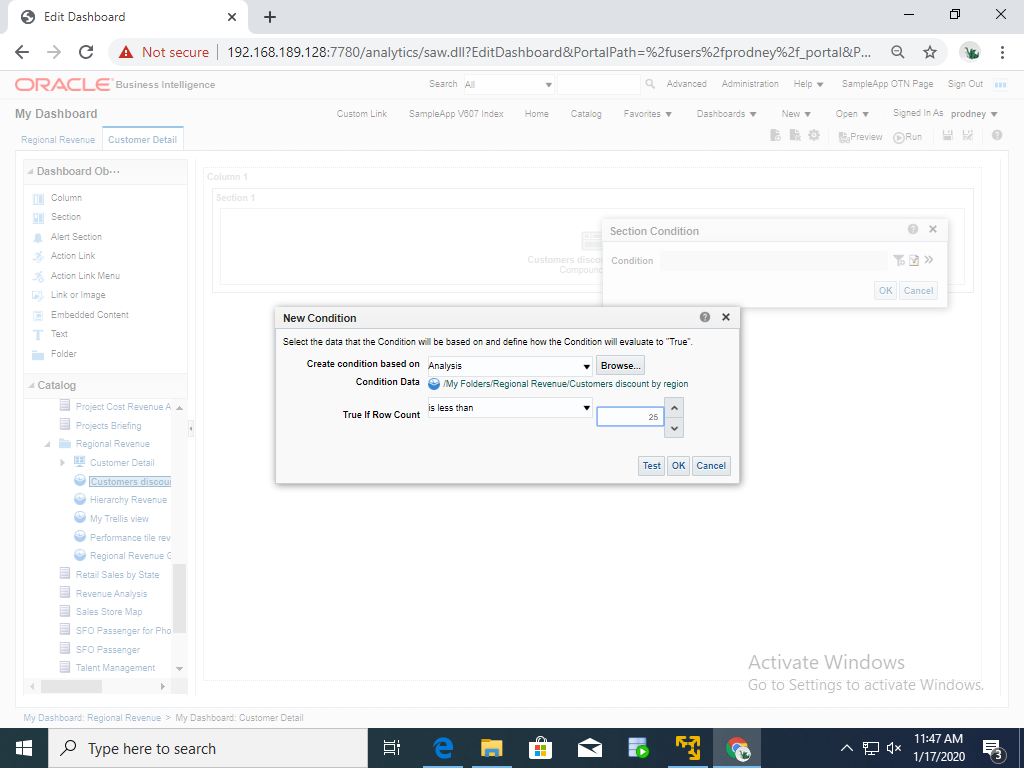 Edit Dashboard
Not secure
192.168.189.128:7780/analytics/saw.dll?EditDashboard&PortalPath=%2fusers%2fprodney%2f_portal&P...
ORACLE Business Intelligence
Search All
Advanced Administration Help SampleApp OTN Page Sign Out
My Dashboard
Custom Link SampleApp V607 Index Home Catalog Favorites Dashboards New Open Signed In As prodney
Regional Revenue Customer Detail
Preview Run
Dashboard Ob...
Column
Section
Alert Section
Action Link
Action Link Menu
Link or Image
Embedded Content
Text
Folder
Catalog
Project Cost Revenue A
Projects Briefing
Regional Revenue
Customer Detail
Customers discou
Hierarchy Revenue
My Trellis view
Performance tile rev
Regional Revenue G
Retail Sales by State
Revenue Analysis
Sales Store Map
SFO Passenger for Pho
SFO Passenger
Talent Management
Column 1
Section 1
Customers disco
Compoun
Section Condition
Condition
OK Cancel
New Condition
Select the data that the Condition will be based on and define how the Condition will evaluate to "True".
Create condition based on Analysis Browse...
Condition Data /My Folders/Regional Revenue/Customers discount by region
True If Row Count is less than 25
Test OK Cancel
Activate Windows
Go to Settings to activate Windows.
My Dashboard: Regional Revenue > My Dashboard: Customer Detail
Type here to search
11:47 AM
1/17/2020
3